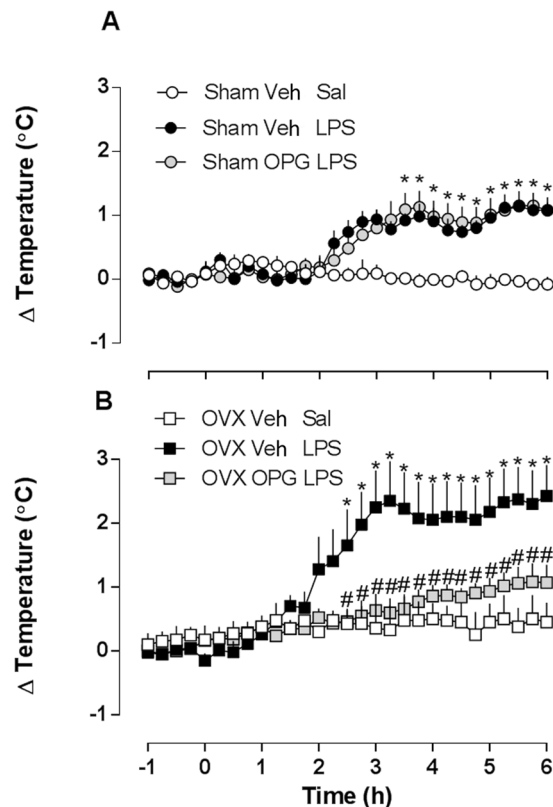 A
Δ Temperature (°C)
3
2
1
0
-1
Sham Veh Sal
Sham Veh LPS
Sham OPG LPS
* * * * * * * * * * *
B
Δ Temperature (°C)
3
2
1
0
-1
OVX Veh Sal
OVX Veh LPS
OVX OPG LPS
* * * * * * * * * * * * * * *
# # # # # # # # # # # # # # #
-1 0 1 2 3 4 5 6
Time (h)